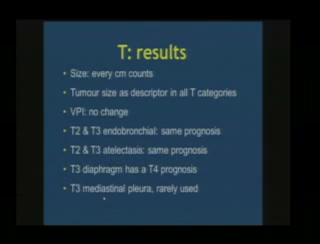 T: results
• Size: every cm counts
• Tumour size as descriptor in all T categories
• VPI: no change
• T2 & T3 endobronchial: same prognosis
• T2 & T3 atelectasis: same prognosis
• T3 diaphragm has a T4 prognosis
• T3 mediastinal pleura, rarely used